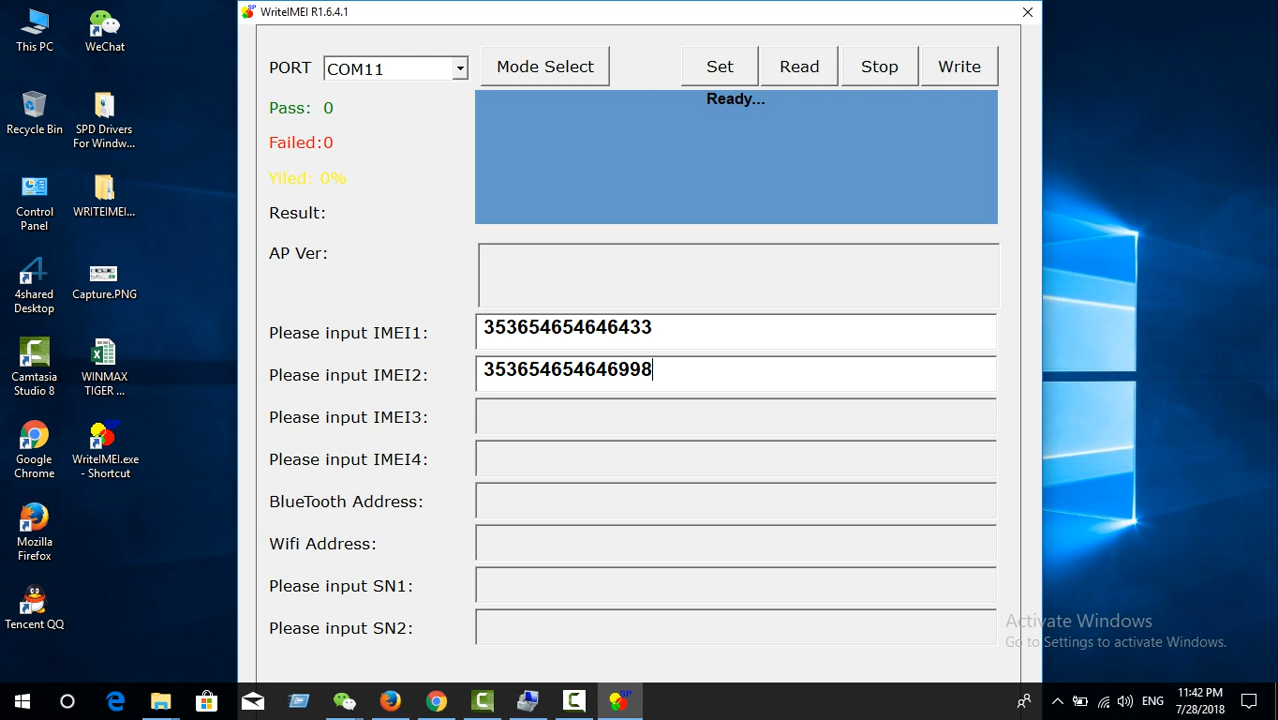 This PC
WeChat
Recycle Bin
SPD Drivers
For Windw...
Control
Panel
WRITEIMEI...
4shared
Desktop
Capture.PNG
Camtasia
Studio 8
WINMAX
TIGER ...
Google
Chrome
WriteIMEI.exe
- Shortcut
Mozilla
Firefox
Tencent QQ
SP
WriteIMEI R1.6.4.1
PORT COM11 Mode Select Set Read Stop Write
Pass: 0
Ready...
Failed:0
Yiled: 0%
Result:
AP Ver:
Please input IMEI1: 353654654646433
Please input IMEI2: 353654654646998
Please input IMEI3:
Please input IMEI4:
BlueTooth Address:
Wifi Address:
Please input SN1:
Please input SN2:
Activate Windows
Go to Settings to activate Windows.
SP
ENG
11:42 PM
7/28/2018